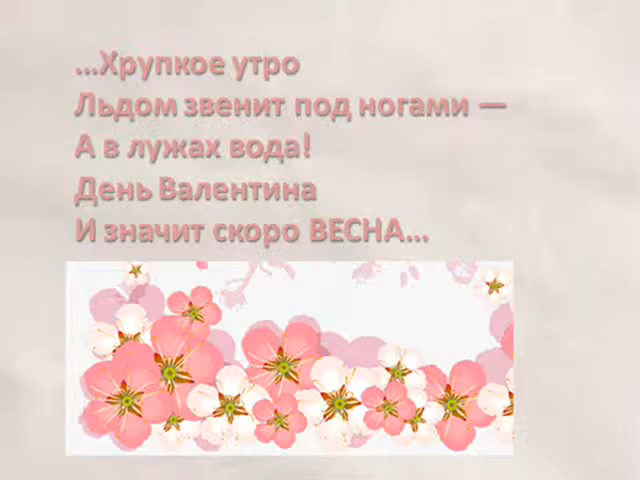 ...Хрупкое утро
Льдом звенит под ногами —
А в лужах вода!
День Валентина
И значит скоро ВЕСНА...